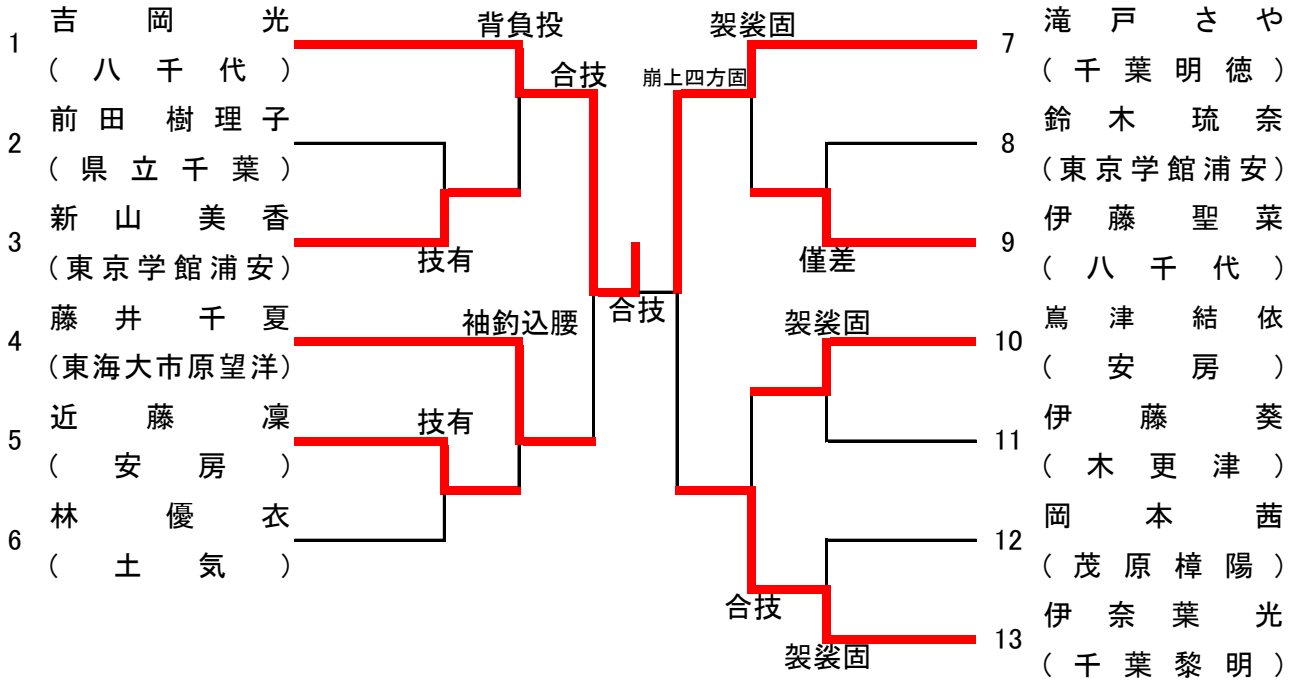 1 吉岡光
(八千代)
2 前田樹理子
(県立千葉)
3 新山美香
(東京学館浦安)
4 藤井千夏
(東海大市原望洋)
5 近藤凜
(安房)
6 林優衣
(土気)
背負投
合技
技有
袖釣込腰
技有
合技
袈裟固
崩上四方固
僅差
袈裟固
合技
袈裟固
7 滝戸さや
(千葉明徳)
8 鈴木琉奈
(東京学館浦安)
9 伊藤聖菜
(八千代)
10 嶌津結依
(安房)
11 伊藤葵
(木更津)
12 岡本茜
(茂原樟陽)
13 伊奈葉光
(千葉黎明)